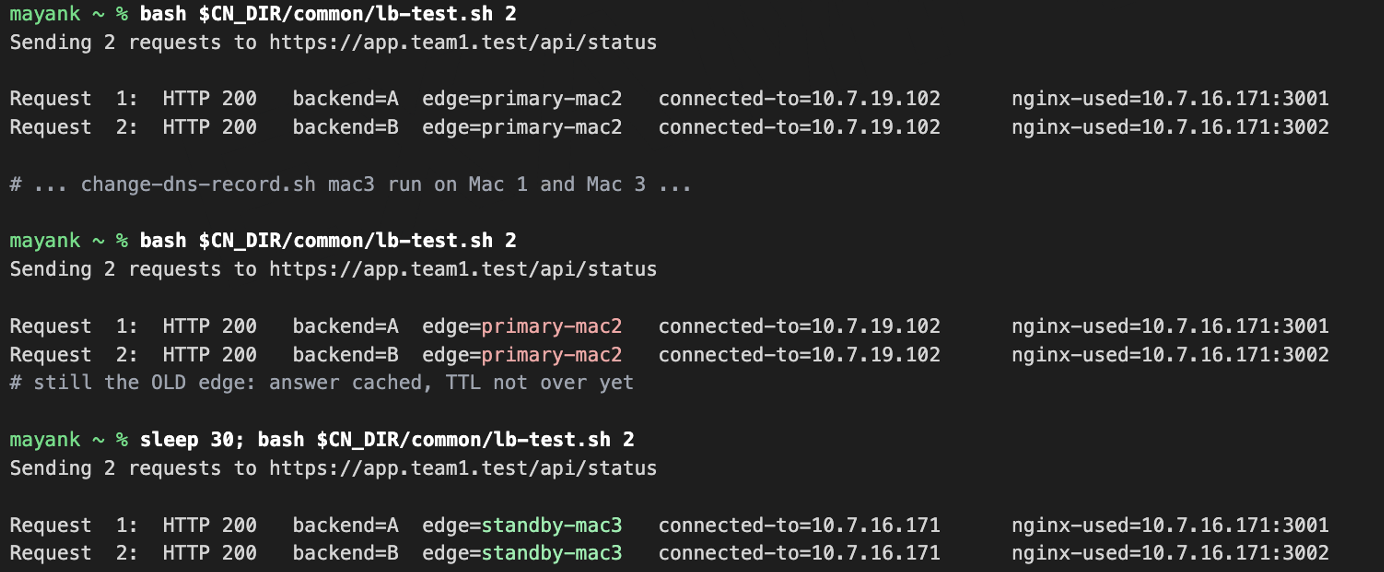 mayank ~ % bash $CN_DIR/common/lb-test.sh 2
Sending 2 requests to https://app.team1.test/api/status
Request  1:  HTTP 200   backend=A  edge=primary-mac2   connected-to=10.7.19.102      nginx-used=10.7.16.171:3001
Request  2:  HTTP 200   backend=B  edge=primary-mac2   connected-to=10.7.19.102      nginx-used=10.7.16.171:3002
# ... change-dns-record.sh mac3 run on Mac 1 and Mac 3 ...
mayank ~ % bash $CN_DIR/common/lb-test.sh 2
Sending 2 requests to https://app.team1.test/api/status
Request  1:  HTTP 200   backend=A  edge=primary-mac2   connected-to=10.7.19.102      nginx-used=10.7.16.171:3001
Request  2:  HTTP 200   backend=B  edge=primary-mac2   connected-to=10.7.19.102      nginx-used=10.7.16.171:3002
# still the OLD edge: answer cached, TTL not over yet
mayank ~ % sleep 30; bash $CN_DIR/common/lb-test.sh 2
Sending 2 requests to https://app.team1.test/api/status
Request  1:  HTTP 200   backend=A  edge=standby-mac3   connected-to=10.7.16.171      nginx-used=10.7.16.171:3001
Request  2:  HTTP 200   backend=B  edge=standby-mac3   connected-to=10.7.16.171      nginx-used=10.7.16.171:3002